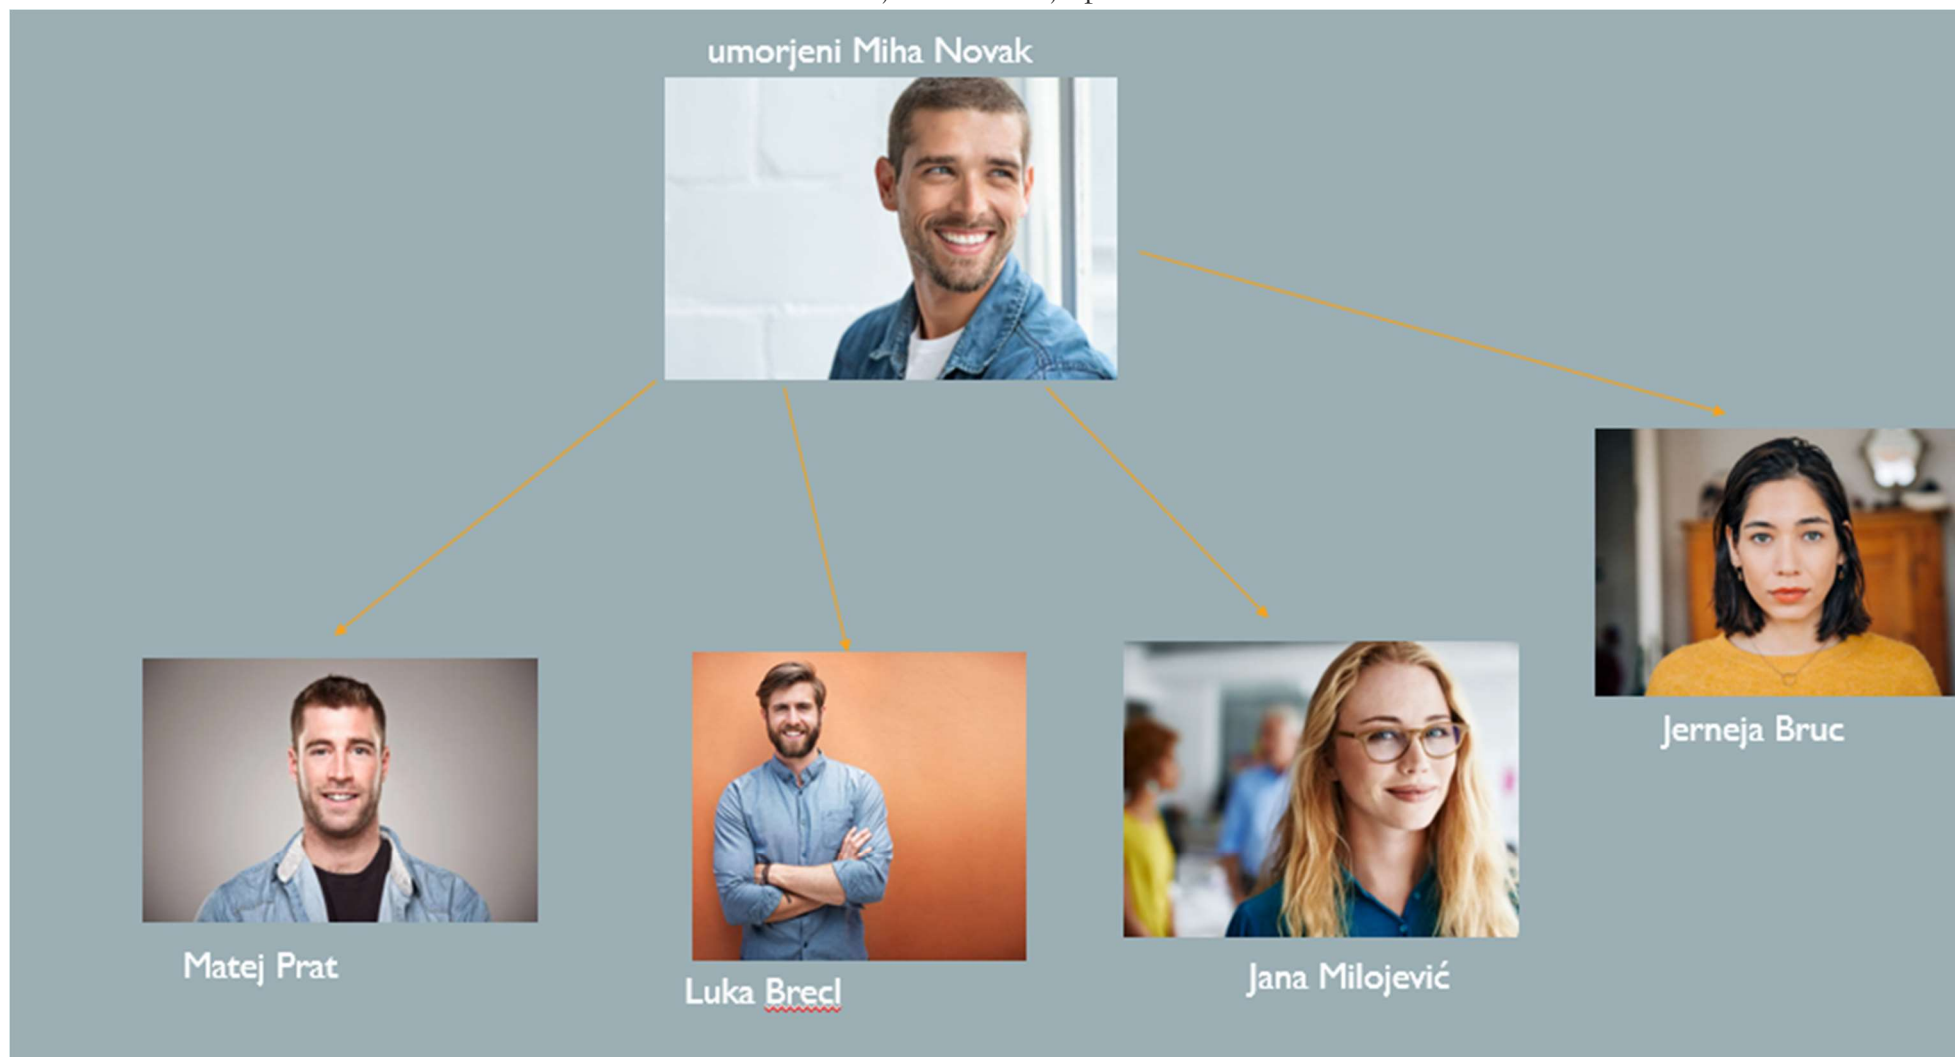 umorjeni Miha Novak
Jerneja Bruc
Matej Prat
Luka Brecl
Jana Milojević